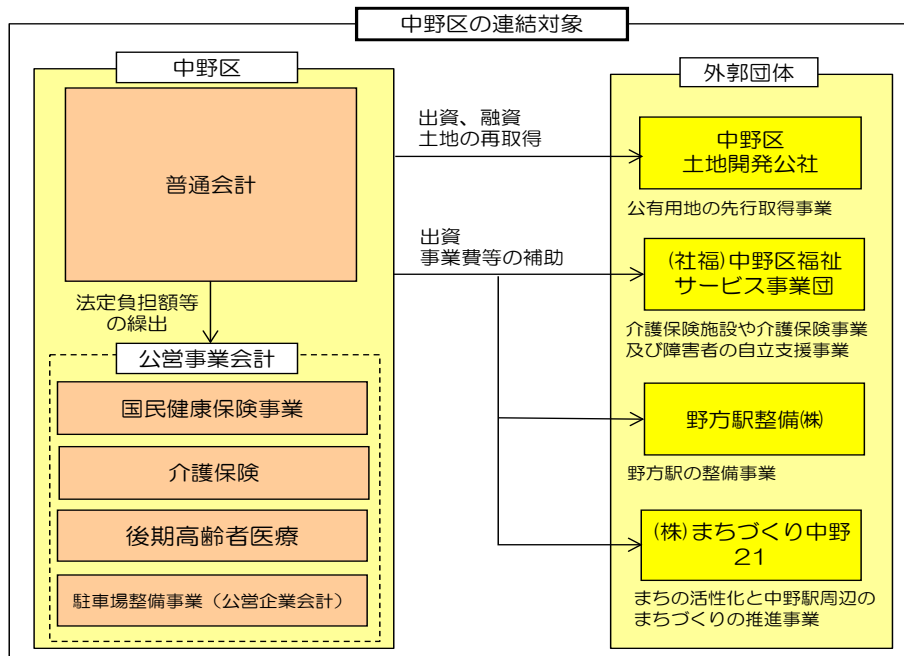 中野区の連結対象
中野区
普通会計
法定負担額等
の繰出
公営事業会計
国民健康保険事業
介護保険
後期高齢者医療
駐車場整備事業（公営企業会計）
出資、融資
土地の再取得
出資
事業費等の補助
外郭団体
中野区
土地開発公社
公有用地の先行取得事業
(社福)中野区福祉
サービス事業団
介護保険施設や介護保険事業
及び障害者の自立支援事業
野方駅整備㈱
野方駅の整備事業
(株)まちづくり中野
21
まちの活性化と中野駅周辺の
まちづくりの推進事業